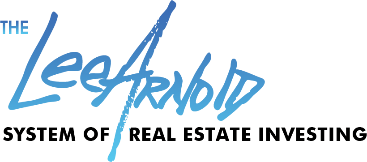 THE
LeeArnold
SYSTEM OF REAL ESTATE INVESTING